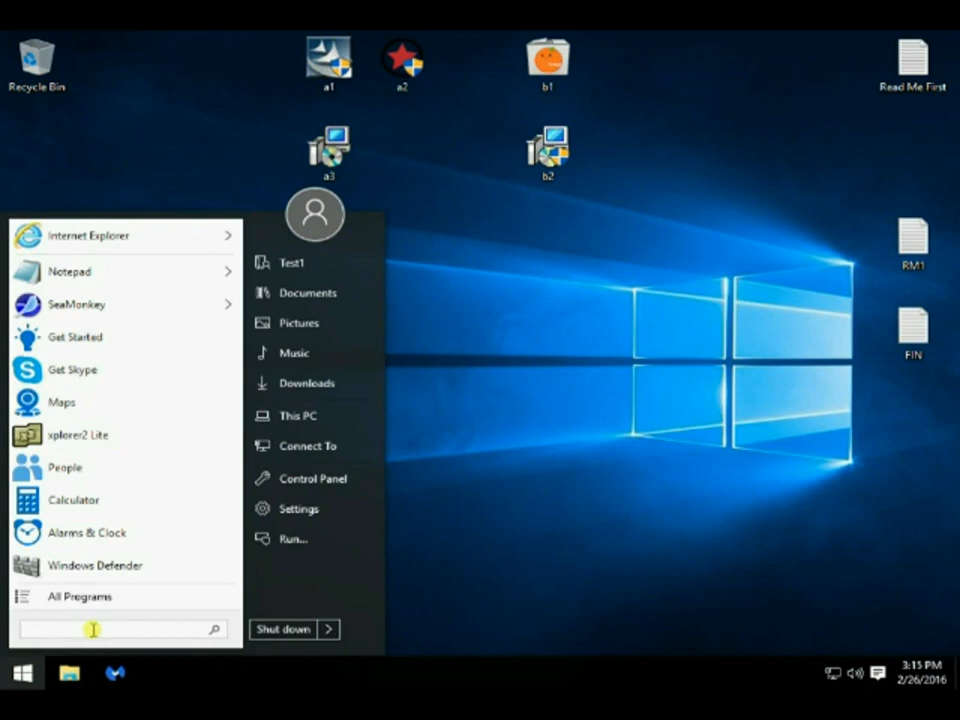 Recycle Bin
a1
a2
b1
Read Me First
a3
b2
RM1
FIN
Internet Explorer
Notepad
SeaMonkey
Get Started
Get Skype
Maps
xplorer2 Lite
People
Calculator
Alarms & Clock
Windows Defender
All Programs
Test1
Documents
Pictures
Music
Downloads
This PC
Connect To
Control Panel
Settings
Run...
Shut down
3:15 PM
2/26/2016